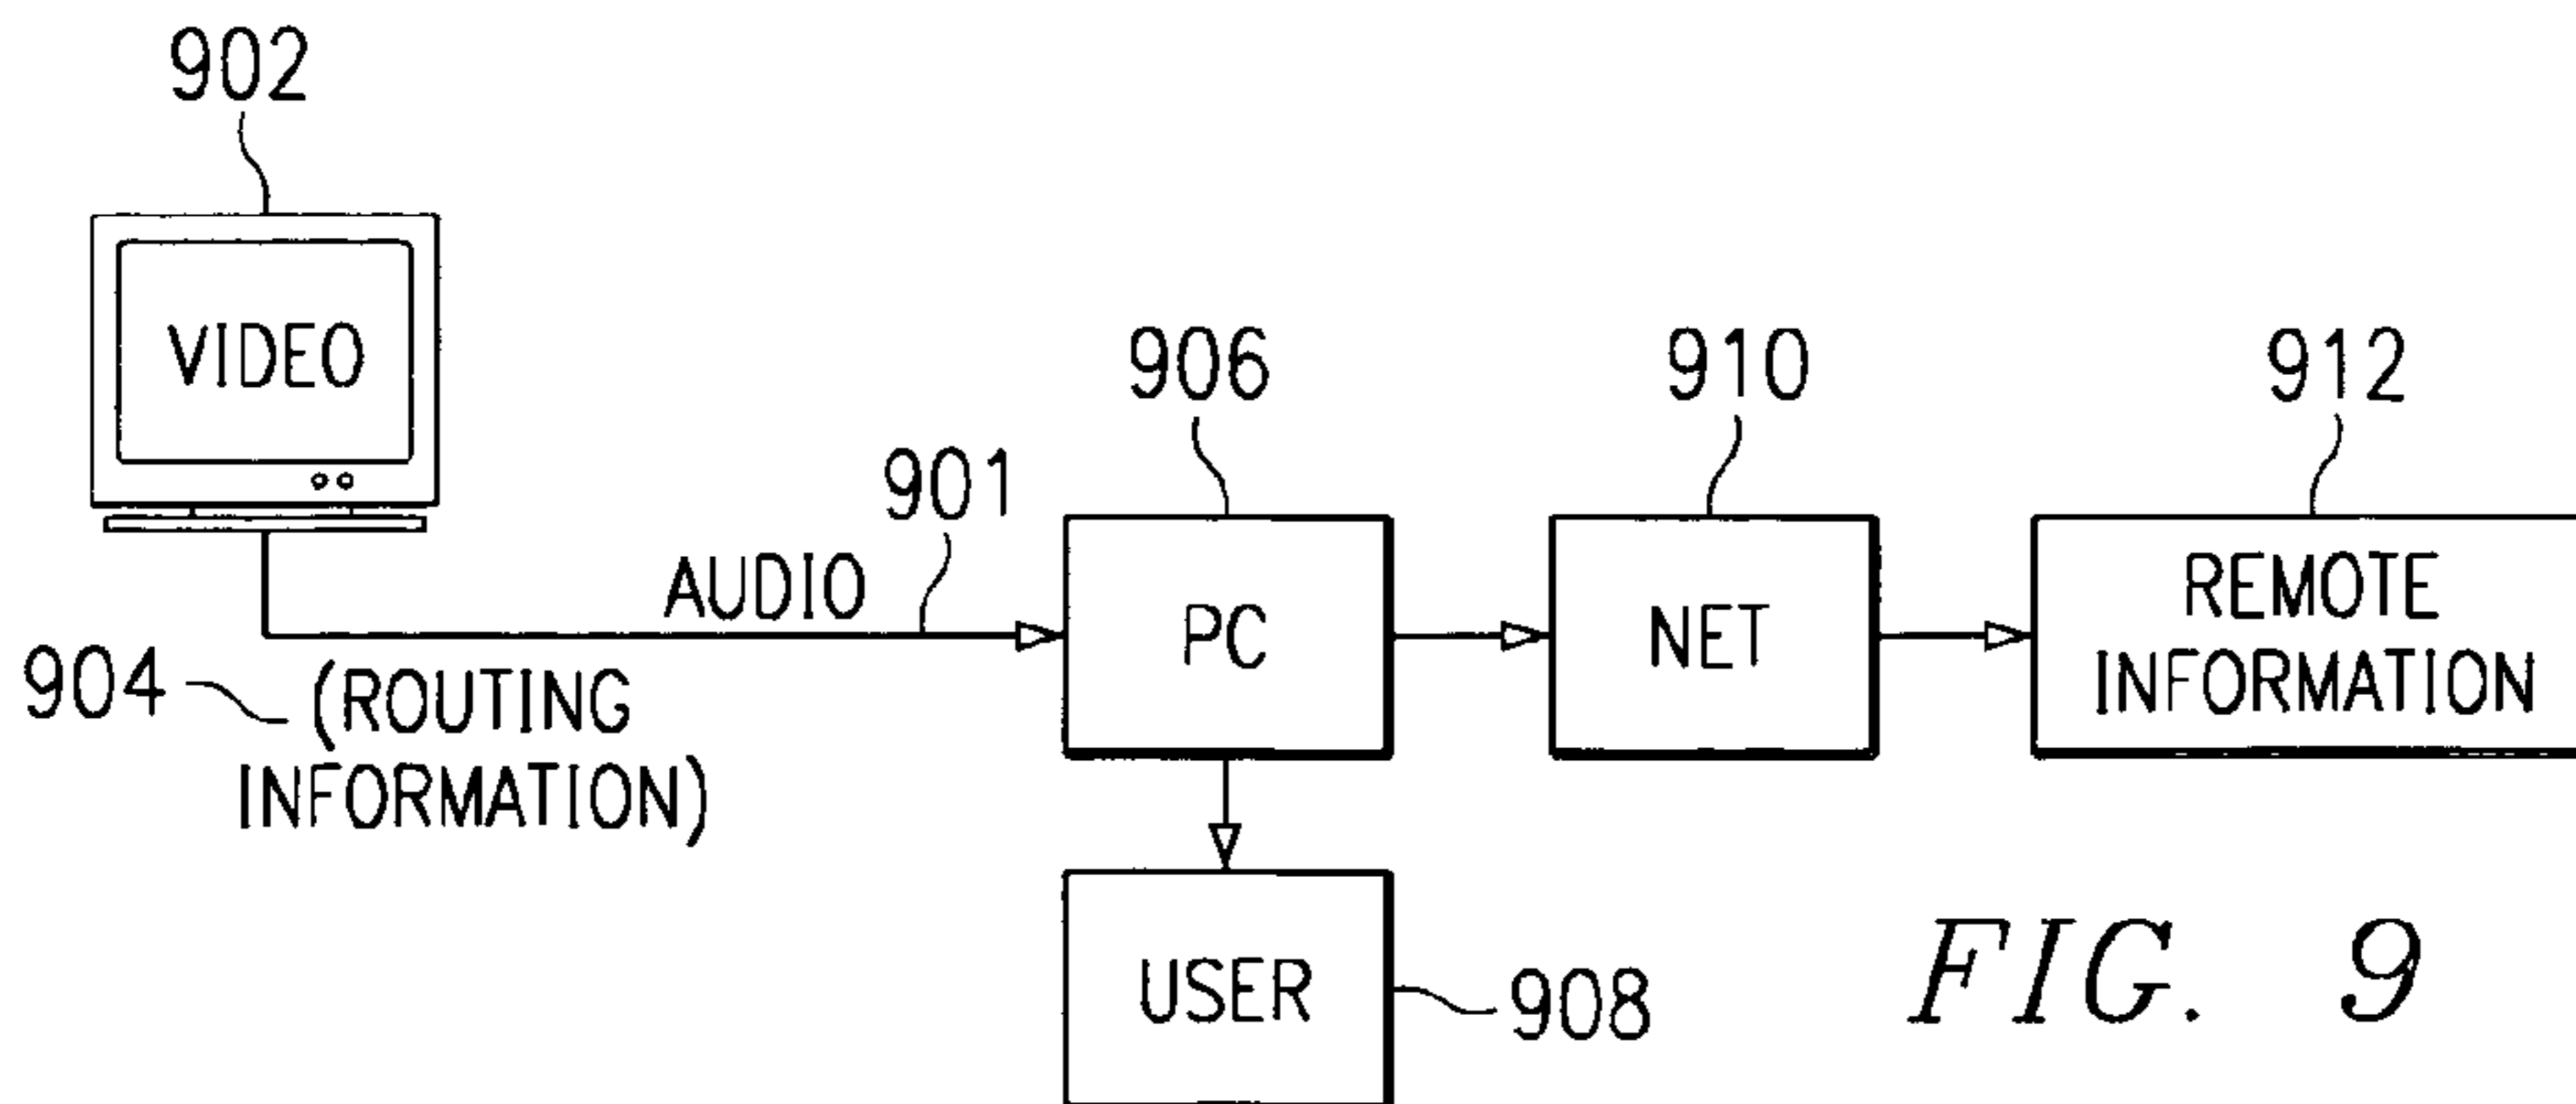 902
VIDEO
906
910
912
901
AUDIO
PC
NET
REMOTE
INFORMATION
904
(ROUTING
INFORMATION)
USER
908
FIG. 9